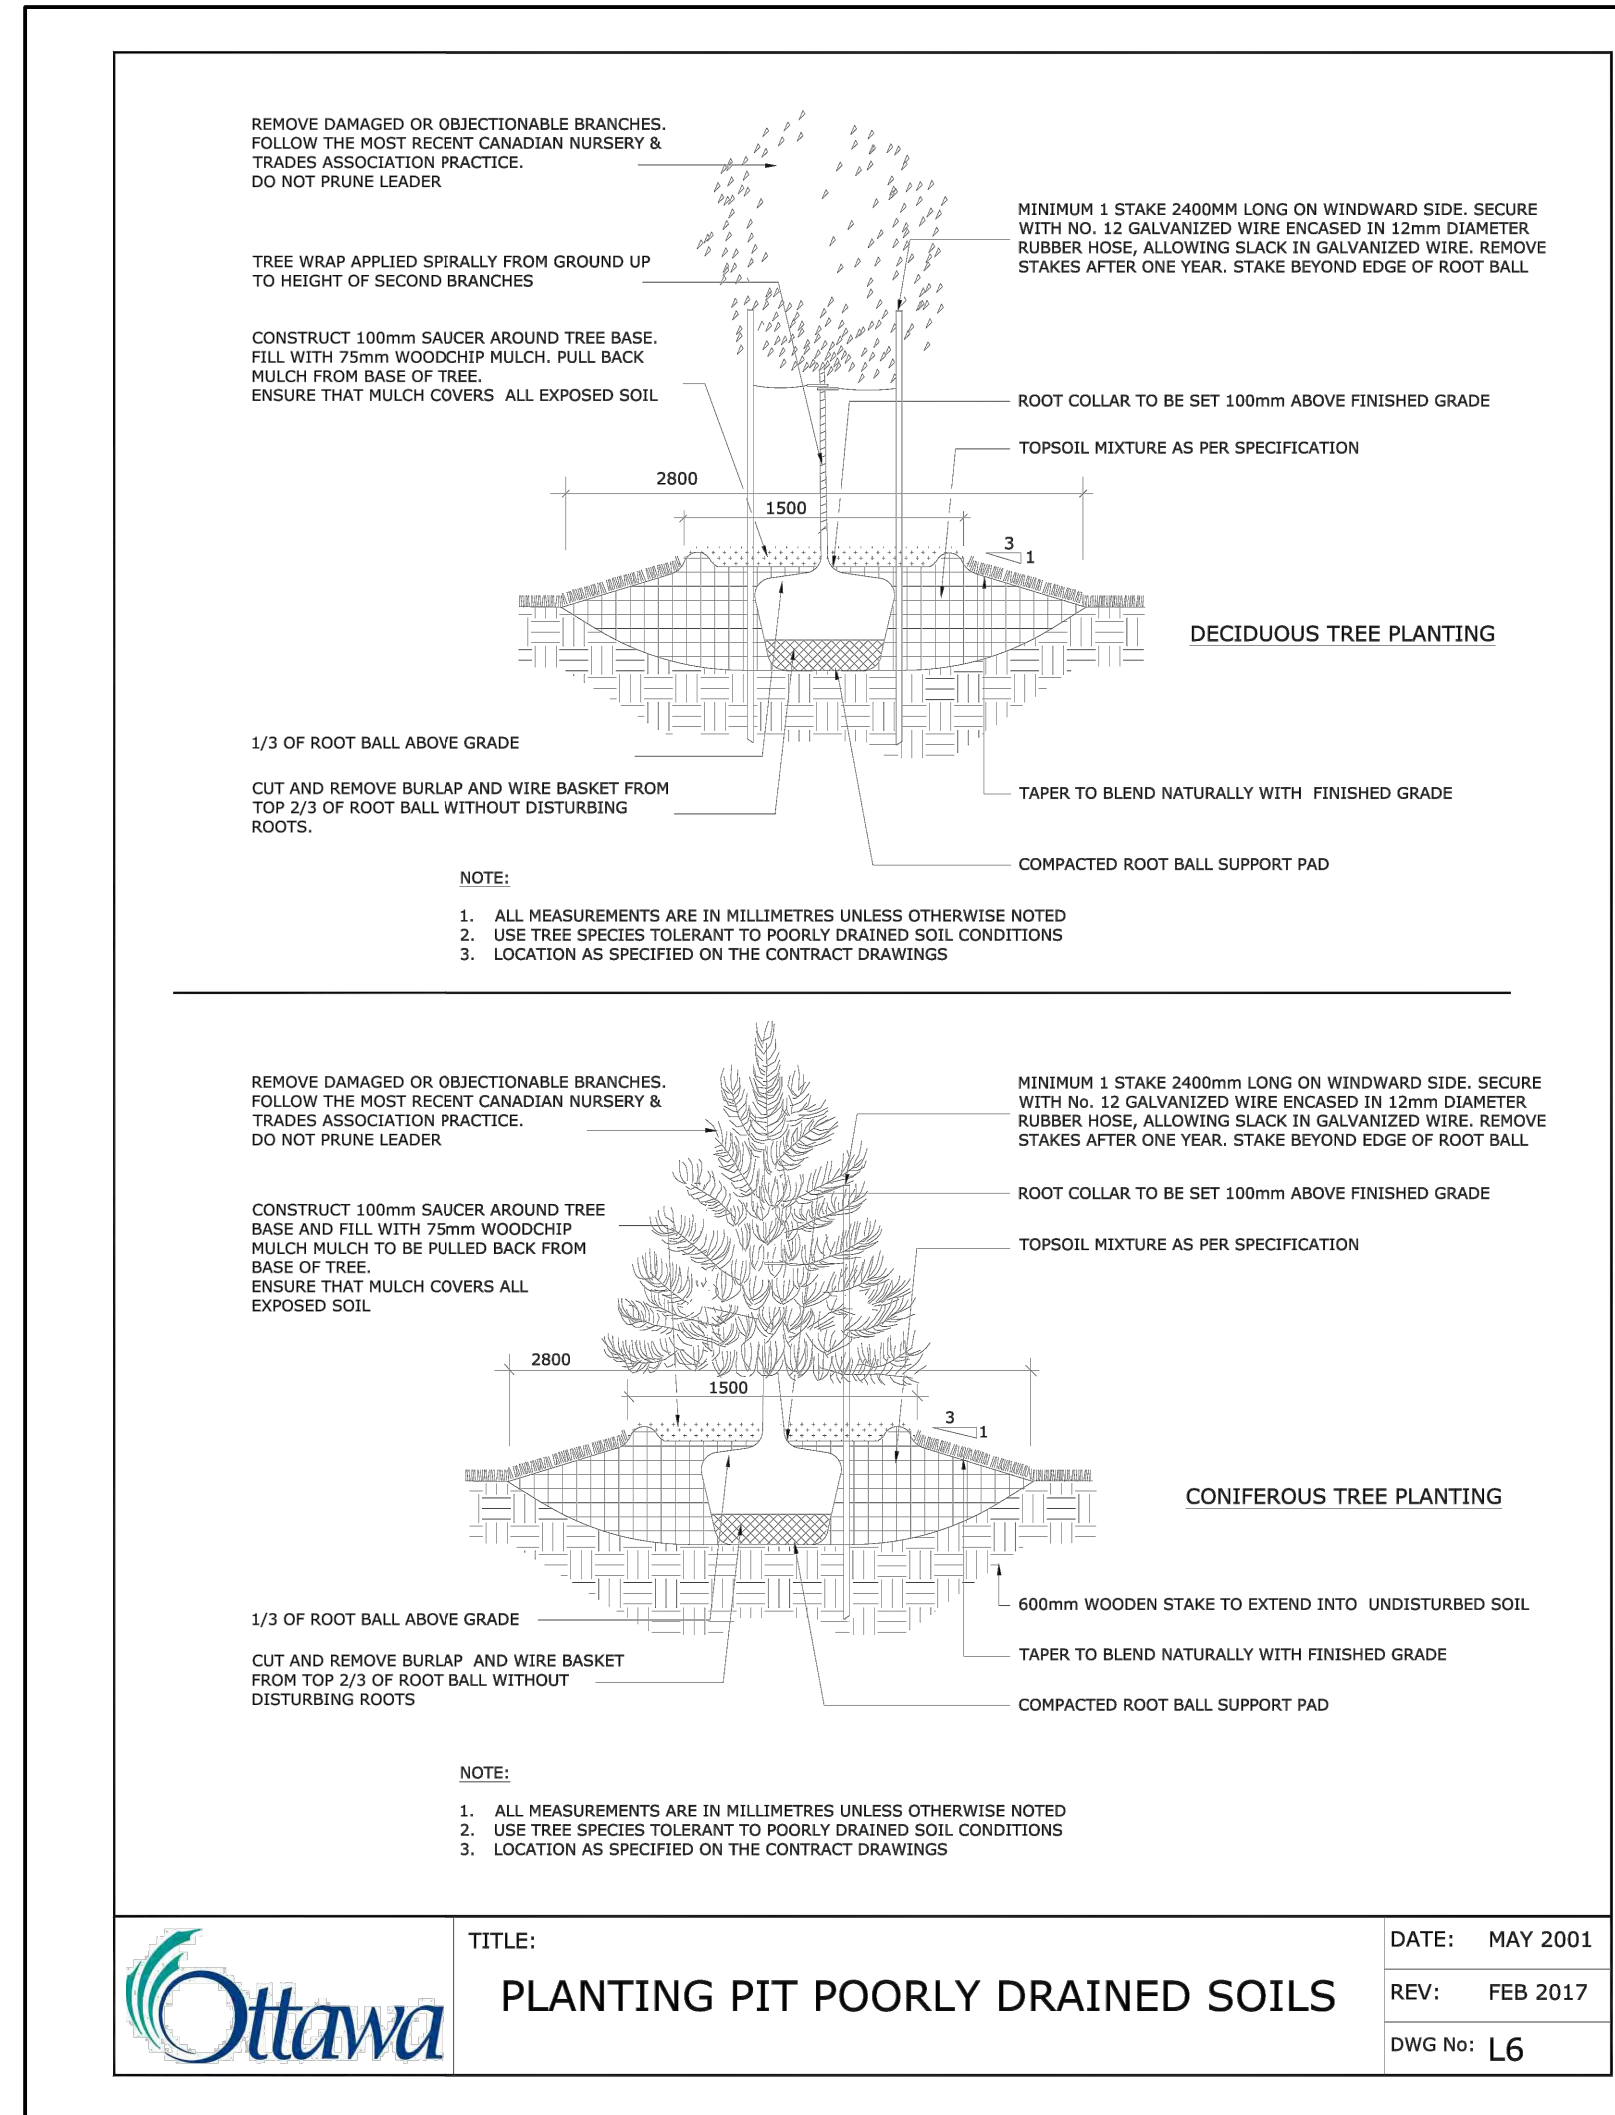 REMOVE DAMAGED OR OBJECTIONABLE BRANCHES.
FOLLOW THE MOST RECENT CANADIAN NURSERY &
TRADES ASSOCIATION PRACTICE.
DO NOT PRUNE LEADER
MINIMUM 1 STAKE 2400MM LONG ON WINDWARD SIDE. SECURE
WITH NO. 12 GALVANIZED WIRE ENCASED IN 12mm DIAMETER
RUBBER HOSE, ALLOWING SLACK IN GALVANIZED WIRE. REMOVE
STAKES AFTER ONE YEAR. STAKE BEYOND EDGE OF ROOT BALL
TREE WRAP APPLIED SPIRALLY FROM GROUND UP
TO HEIGHT OF SECOND BRANCHES
CONSTRUCT 100mm SAUCER AROUND TREE BASE.
FILL WITH 75mm WOODCHIP MULCH. PULL BACK
MULCH FROM BASE OF TREE.
ENSURE THAT MULCH COVERS ALL EXPOSED SOIL
ROOT COLLAR TO BE SET 100mm ABOVE FINISHED GRADE
TOPSOIL MIXTURE AS PER SPECIFICATION
2800
1500
3
1
DECIDUOUS TREE PLANTING
1/3 OF ROOT BALL ABOVE GRADE
CUT AND REMOVE BURLAP AND WIRE BASKET FROM
TOP 2/3 OF ROOT BALL WITHOUT DISTURBING
ROOTS.
TAPER TO BLEND NATURALLY WITH FINISHED GRADE
COMPACTED ROOT BALL SUPPORT PAD
NOTE:
1. ALL MEASUREMENTS ARE IN MILLIMETRES UNLESS OTHERWISE NOTED
2. USE TREE SPECIES TOLERANT TO POORLY DRAINED SOIL CONDITIONS
3. LOCATION AS SPECIFIED ON THE CONTRACT DRAWINGS
REMOVE DAMAGED OR OBJECTIONABLE BRANCHES.
FOLLOW THE MOST RECENT CANADIAN NURSERY &
TRADES ASSOCIATION PRACTICE.
DO NOT PRUNE LEADER
MINIMUM 1 STAKE 2400mm LONG ON WINDWARD SIDE. SECURE
WITH No. 12 GALVANIZED WIRE ENCASED IN 12mm DIAMETER
RUBBER HOSE, ALLOWING SLACK IN GALVANIZED WIRE. REMOVE
STAKES AFTER ONE YEAR. STAKE BEYOND EDGE OF ROOT BALL
ROOT COLLAR TO BE SET 100mm ABOVE FINISHED GRADE
CONSTRUCT 100mm SAUCER AROUND TREE
BASE AND FILL WITH 75mm WOODCHIP
MULCH MULCH TO BE PULLED BACK FROM
BASE OF TREE.
ENSURE THAT MULCH COVERS ALL
EXPOSED SOIL
TOPSOIL MIXTURE AS PER SPECIFICATION
2800
1500
3
1
CONIFEROUS TREE PLANTING
600mm WOODEN STAKE TO EXTEND INTO UNDISTURBED SOIL
1/3 OF ROOT BALL ABOVE GRADE
TAPER TO BLEND NATURALLY WITH FINISHED GRADE
CUT AND REMOVE BURLAP AND WIRE BASKET
FROM TOP 2/3 OF ROOT BALL WITHOUT
DISTURBING ROOTS
COMPACTED ROOT BALL SUPPORT PAD
NOTE:
1. ALL MEASUREMENTS ARE IN MILLIMETRES UNLESS OTHERWISE NOTED
2. USE TREE SPECIES TOLERANT TO POORLY DRAINED SOIL CONDITIONS
3. LOCATION AS SPECIFIED ON THE CONTRACT DRAWINGS
Ottawa
TITLE:
PLANTING PIT POORLY DRAINED SOILS
DATE: MAY 2001
REV: FEB 2017
DWG No: L6